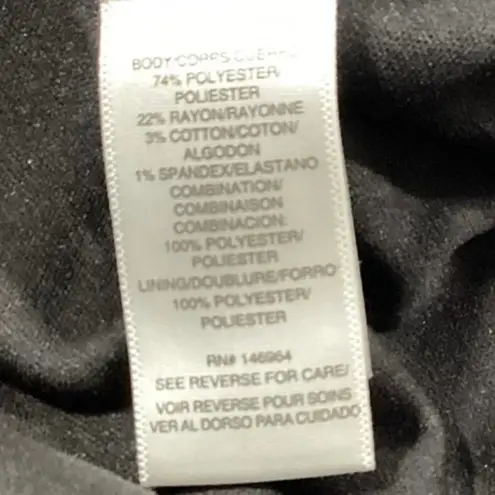 BODY/CORPS/CUERPO
74% POLYESTER/
POLIESTER
22% RAYON/RAYONNE
3% COTTON/COTON/
ALGODON
1% SPANDEX/ELASTANO
COMBINATION/
COMBINAISON
COMBINACION:
100% POLYESTER/
POLIESTER
LINING/DOUBLURE/FORRO
100% POLYESTER/
POLIESTER
RN# 146964
SEE REVERSE FOR CARE/
VOIR REVERSE POUR SOINS
VER AL DORSO PARA CUIDADO